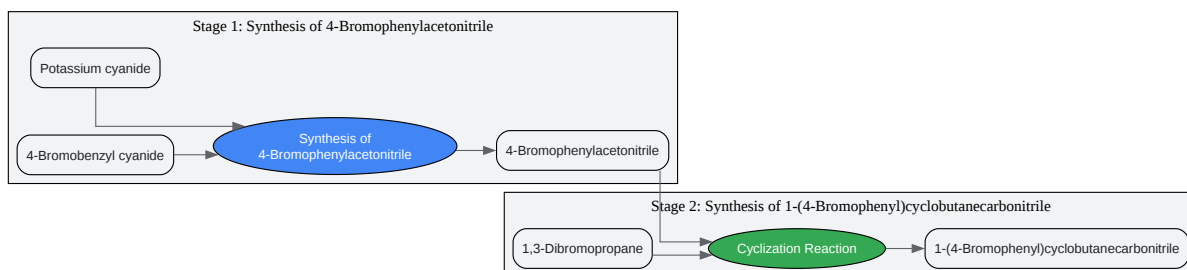 Stage 1: Synthesis of 4-Bromophenylacetonitrile
Potassium cyanide
4-Bromobenzyl cyanide
Synthesis of
4-Bromophenylacetonitrile
4-Bromophenylacetonitrile
Stage 2: Synthesis of 1-(4-Bromophenyl)cyclobutanecarbonitrile
1,3-Dibromopropane
Cyclization Reaction
1-(4-Bromophenyl)cyclobutanecarbonitrile